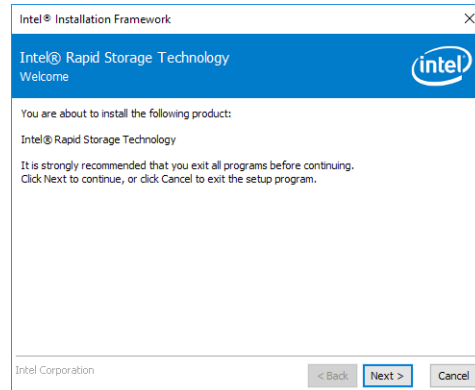 Intel® Installation Framework
Intel® Rapid Storage Technology
Welcome
intel
You are about to install the following product:
Intel® Rapid Storage Technology
It is strongly recommended that you exit all programs before continuing.
Click Next to continue, or click Cancel to exit the setup program.
Intel Corporation
< Back Next > Cancel